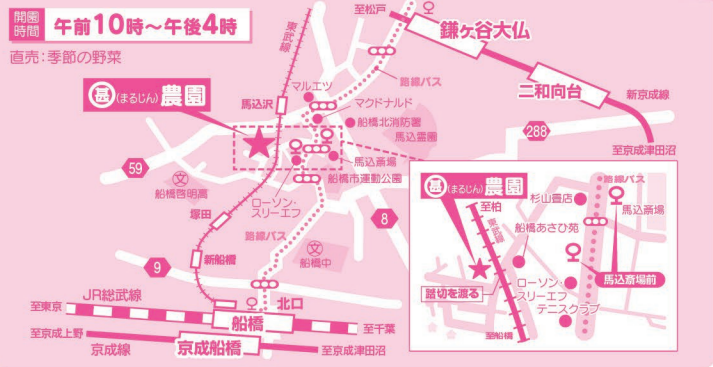 開園時間 午前10時～午後4時
直売：季節の野菜
至松戸
鎌ヶ谷大仏
二和向台
新京成線
至京成津田沼
東武線
路線バス
マルエツ
マクドナルド
船橋北消防署
馬込霊園
馬込沢
甚(まるじん)農園
288
59
馬込斎場
船橋市運動公園
ローソン・スリーエフ
船橋啓明高
塚田
8
路線バス
船橋中
新船橋
9
JR総武線
北口
至東京
船橋
至千葉
至京成上野
京成船橋
京成線
至京成津田沼
甚(まるじん)農園
至柏
東武線
路線バス
杉山畳店
馬込斎場
船橋あさひ苑
馬込斎場前
踏切を渡る
ローソン・スリーエフ
テニスクラブ
至船橋